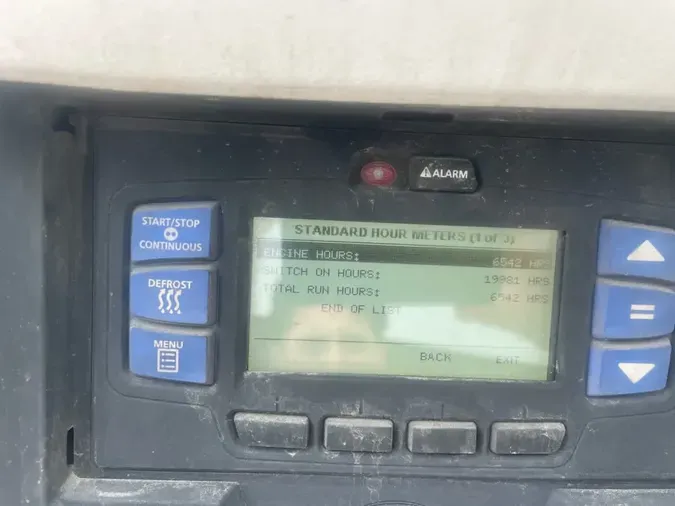 ALARM
START/STOP
CONTINUOUS
DEFROST
MENU
STANDARD HOUR METERS (1 of 3)
ENGINE HOURS: 6542 HRS
SWITCH ON HOURS: 19981 HRS
TOTAL RUN HOURS: 6542 HRS
END OF LIST
BACK EXIT
=